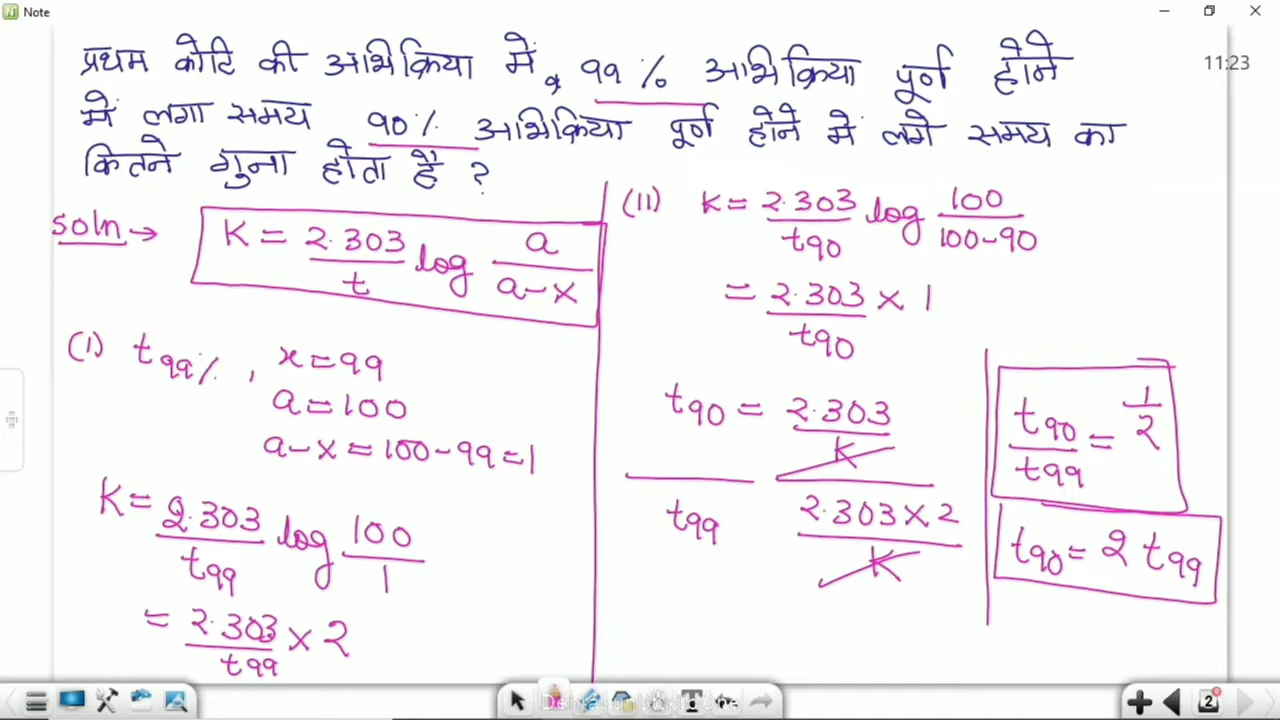 Note
11:23
प्रथम कोटि की अभिक्रिया में, 99% अभिक्रिया पूर्ण होने
में लगा समय 90% अभिक्रिया पूर्ण होने में लगे समय का
कितने गुना होता है ?
soln →
K = 2.303/t log a/a-x
(I) t99% , x=99
a=100
a-x=100-99=1
K= 2.303/t99 log 100/1
= 2.303/t99 × 2
(II) K= 2.303/t90 log 100/100-90
= 2.303/t90 × 1
t90 = 2.303/K
t99 2.303×2/K
t90/t99 = 1/2
t90 = 2 t99
2